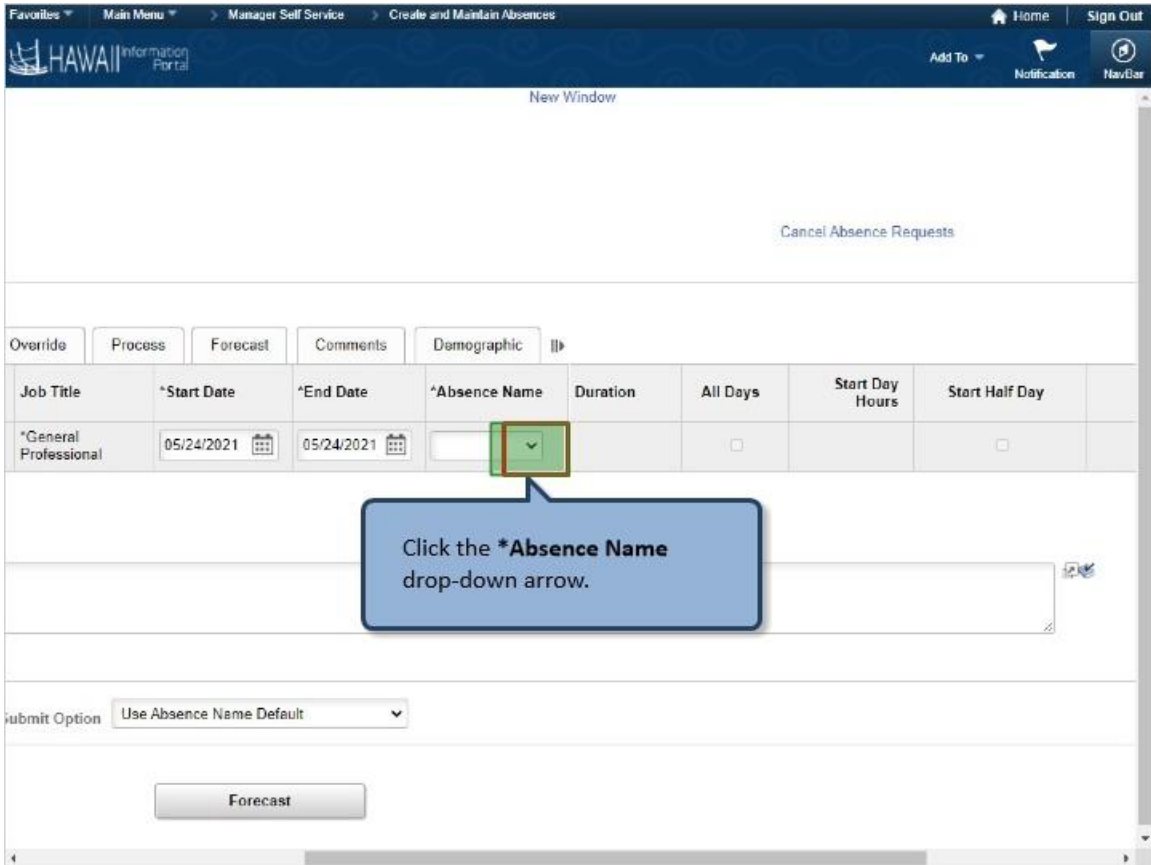 Favorites Main Menu > Manager Self Service > Create and Maintain Absences Home Sign Out
HAWAII Information Portal Add To Notification NavBar
New Window
Cancel Absence Requests
Override Process Forecast Comments Demographic
Job Title *Start Date *End Date *Absence Name Duration All Days Start Day Hours Start Half Day
*General Professional 05/24/2021 05/24/2021
Click the *Absence Name
drop-down arrow.
Submit Option Use Absence Name Default
Forecast